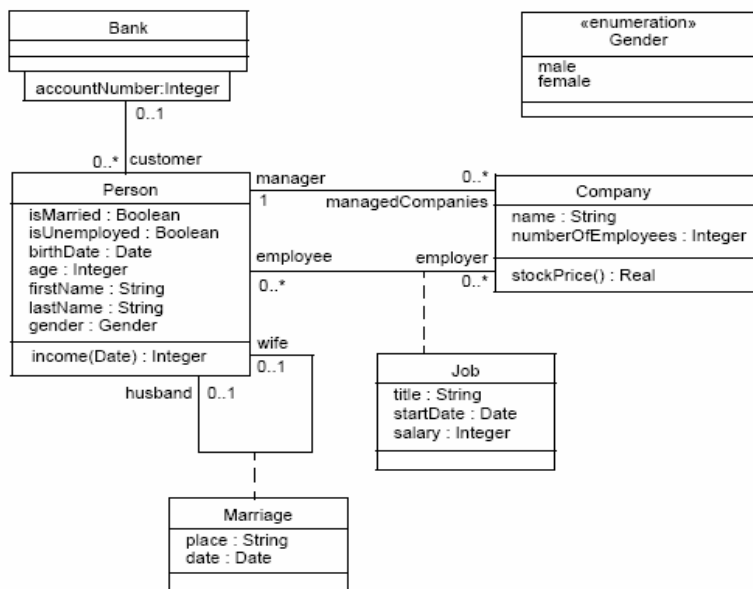 Bank
accountNumber:Integer
0..1
0..* customer
«enumeration»
Gender
male
female
Person
isMarried : Boolean
isUnemployed : Boolean
birthDate : Date
age : Integer
firstName : String
lastName : String
gender : Gender
income(Date) : Integer
manager
1
0..*
managedCompanies
employee
0..*
employer
0..*
Company
name : String
numberOfEmployees : Integer
stockPrice() : Real
wife
0..1
husband
0..1
Job
title : String
startDate : Date
salary : Integer
Marriage
place : String
date : Date